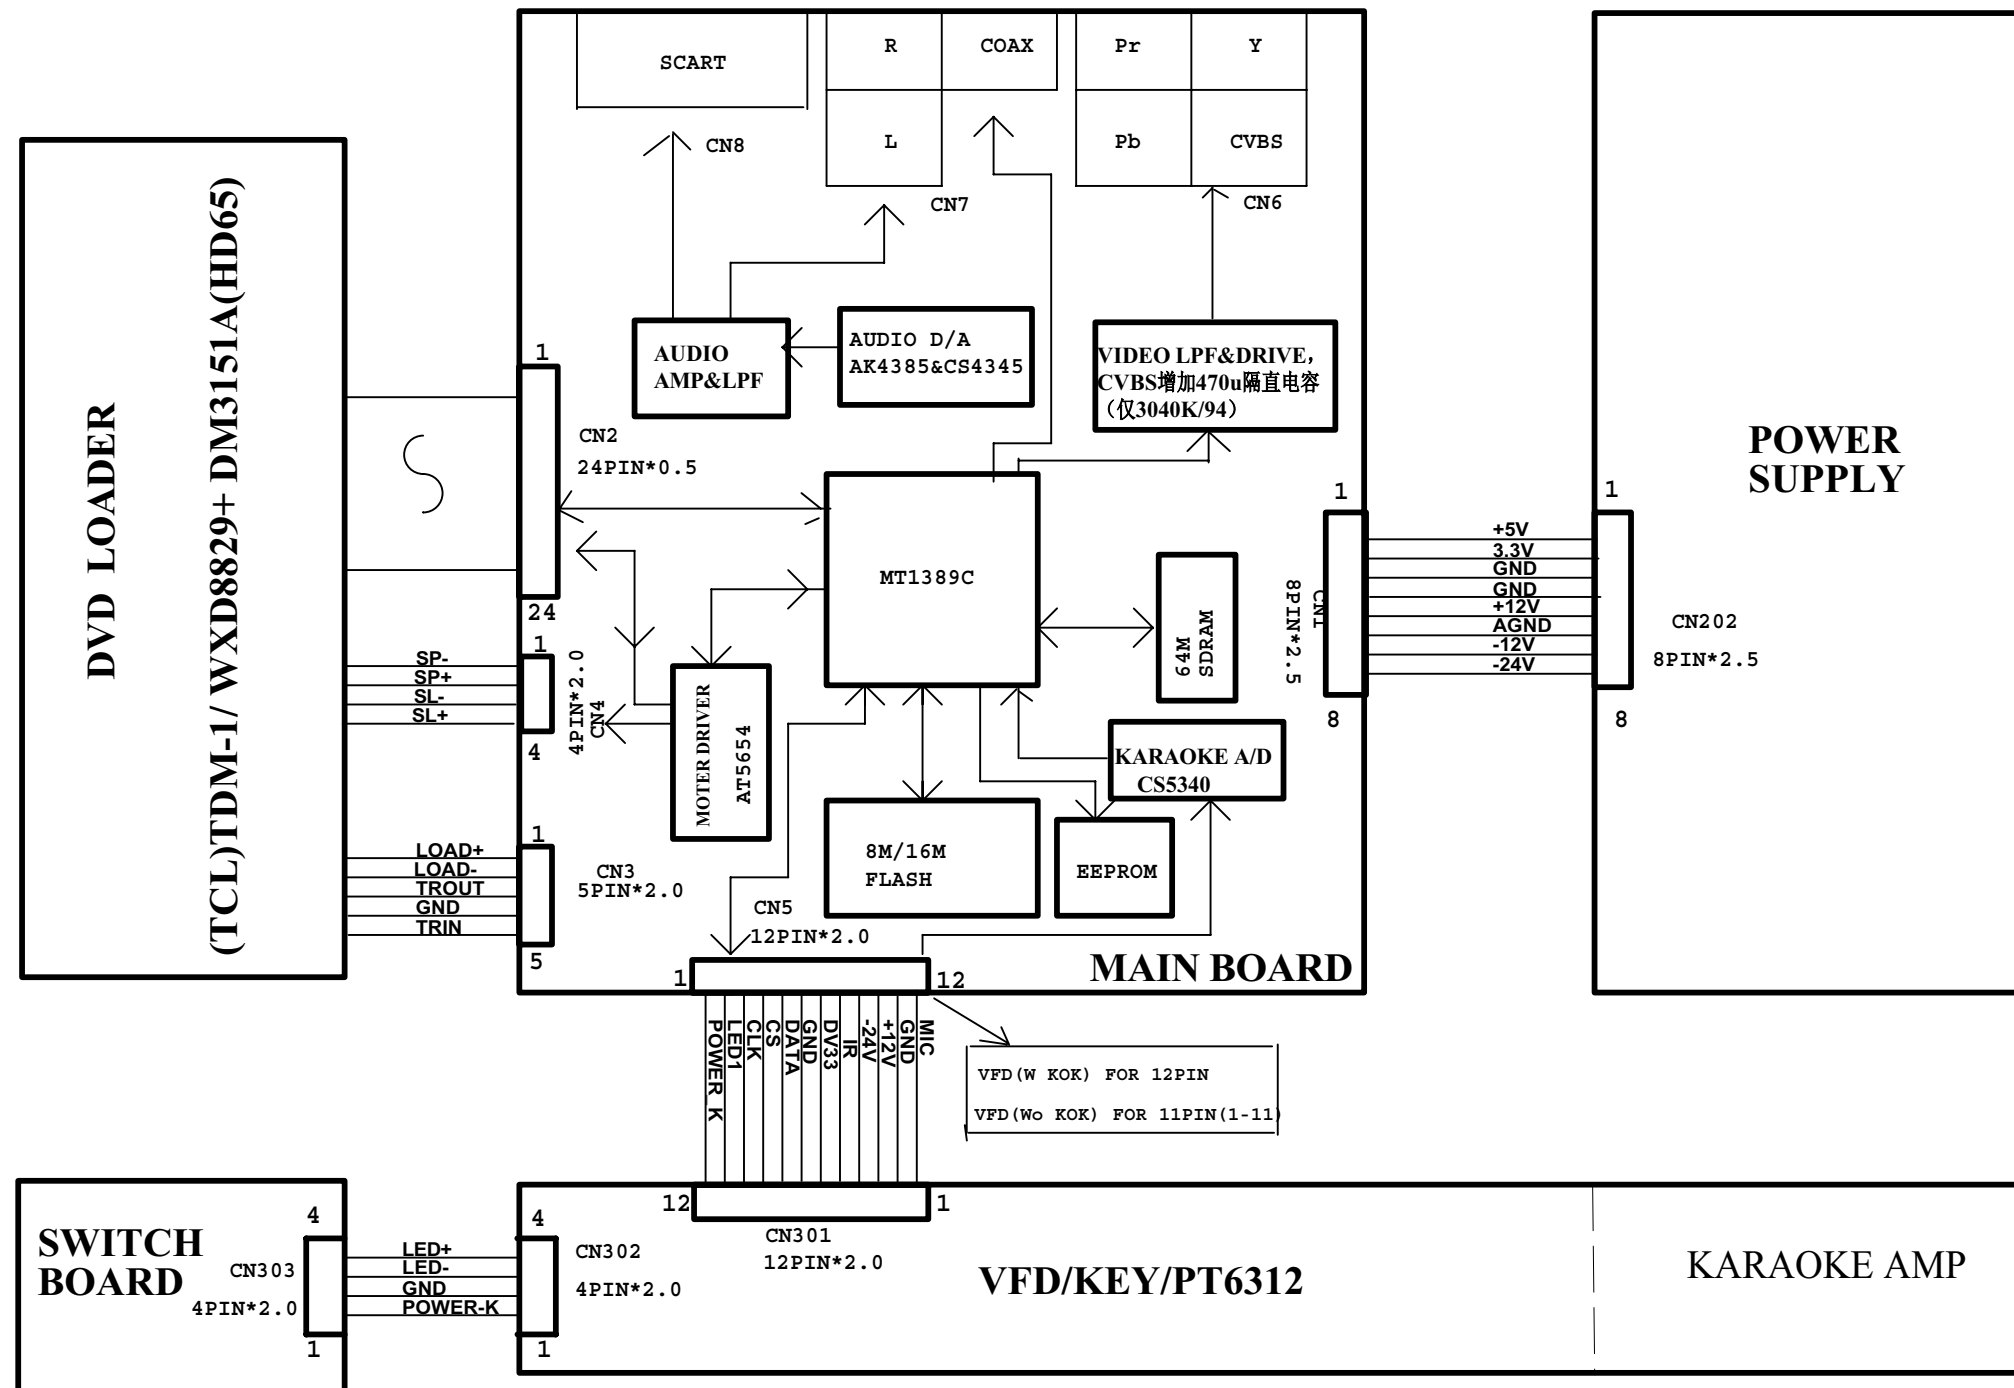 SCART
R
COAX
Pr
Y
L
Pb
CVBS
CN8
CN7
CN6
DVD LOADER
(TCL)TDM-1/ WXD8829+ DM3151A(HD65)
AUDIO
AMP&LPF
AUDIO D/A
AK4385&CS4345
VIDEO LPF&DRIVE,
CVBS增加470u隔直电容
（仅3040K/94）
1
CN2
24PIN*0.5
24
MT1389C
64M
SDRAM
1
CN1
8PIN*2.5
8
+5V
3.3V
GND
GND
+12V
AGND
-12V
-24V
POWER
SUPPLY
1
CN202
8PIN*2.5
8
SP-
SP+
SL-
SL+
1
4PIN*2.0
CN4
4
MOTER DRIVER
AT5654
KARAOKE A/D
CS5340
LOAD+
LOAD-
TROUT
GND
TRIN
1
CN3
5PIN*2.0
5
8M/16M
FLASH
EEPROM
CN5
12PIN*2.0
1
12
MAIN BOARD
POWER K
LED1
CLK
CS
DATA
GND
DV33
IR
-24V
+12V
GND
MIC
VFD(W KOK) FOR 12PIN
VFD(Wo KOK) FOR 11PIN(1-11)
12
1
CN301
12PIN*2.0
SWITCH
BOARD
4
CN303
4PIN*2.0
1
LED+
LED-
GND
POWER-K
4
CN302
4PIN*2.0
1
VFD/KEY/PT6312
KARAOKE AMP